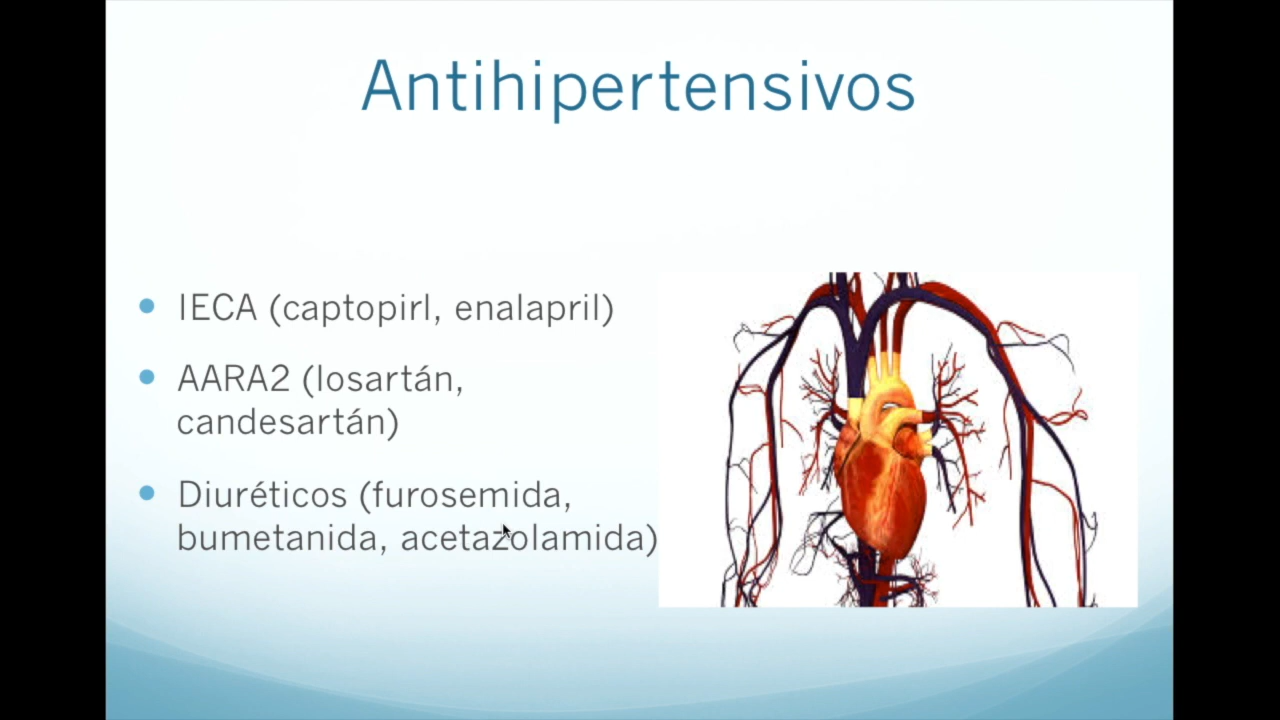 Antihipertensivos
IECA (captopirl, enalapril)
AARA2 (losartán,
candesartán)
Diuréticos (furosemida,
bumetanida, acetazolamida)